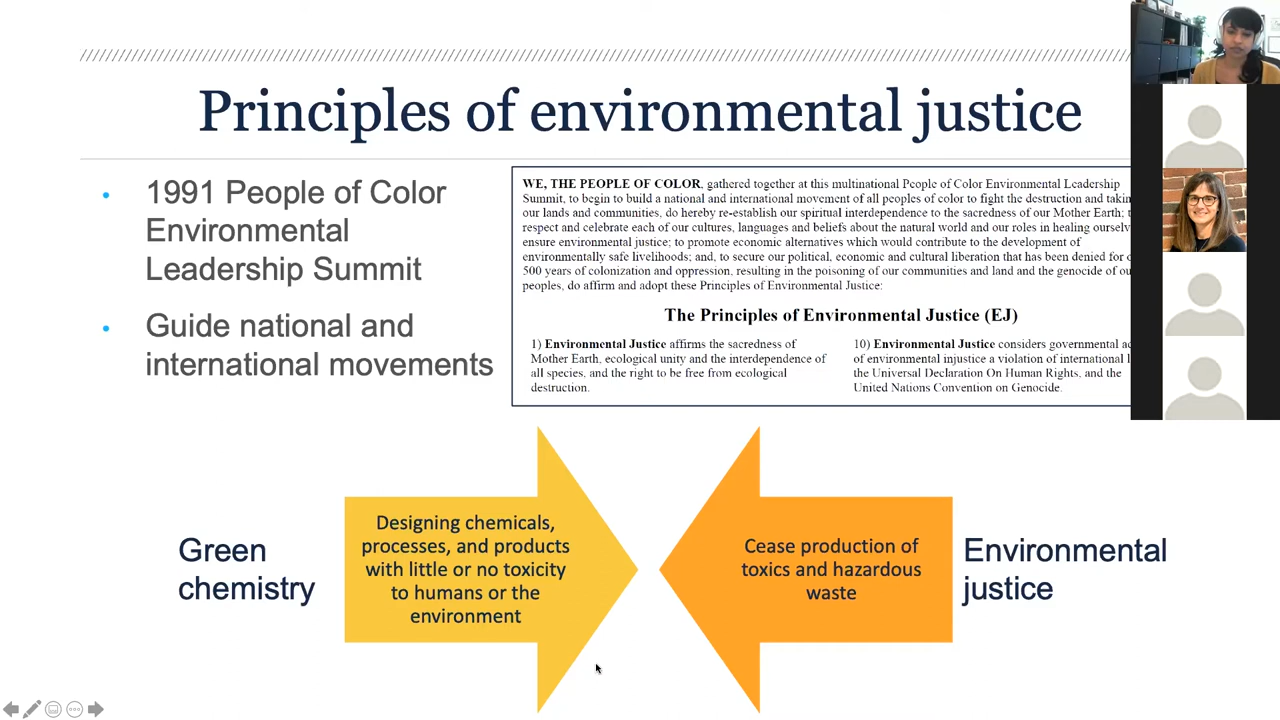 Principles of environmental justice
1991 People of Color
Environmental
Leadership Summit
Guide national and
international movements
WE, THE PEOPLE OF COLOR, gathered together at this multinational People of Color Environmental Leadership
Summit, to begin to build a national and international movement of all peoples of color to fight the destruction and
our lands and communities, do hereby re-establish our spiritual interdependence to the sacredness of our Mother Earth;
respect and celebrate each of our cultures, languages and beliefs about the natural world and our roles in healing
ensure environmental justice; to promote economic alternatives which would contribute to the development of
environmentally safe livelihoods; and, to secure our political, economic and cultural liberation that has been denied for
500 years of colonization and oppression, resulting in the poisoning of our communities and land and the genocide of
peoples, do affirm and adopt these Principles of Environmental Justice:
The Principles of Environmental Justice (EJ)
1) Environmental Justice affirms the sacredness of
Mother Earth, ecological unity and the interdependence of
all species, and the right to be free from ecological
destruction.
10) Environmental Justice considers governmental
of environmental injustice a violation of international
the Universal Declaration On Human Rights, and the
United Nations Convention on Genocide.
Green
chemistry
Designing chemicals,
processes, and products
with little or no toxicity
to humans or the
environment
Cease production of
toxics and hazardous
waste
Environmental
justice